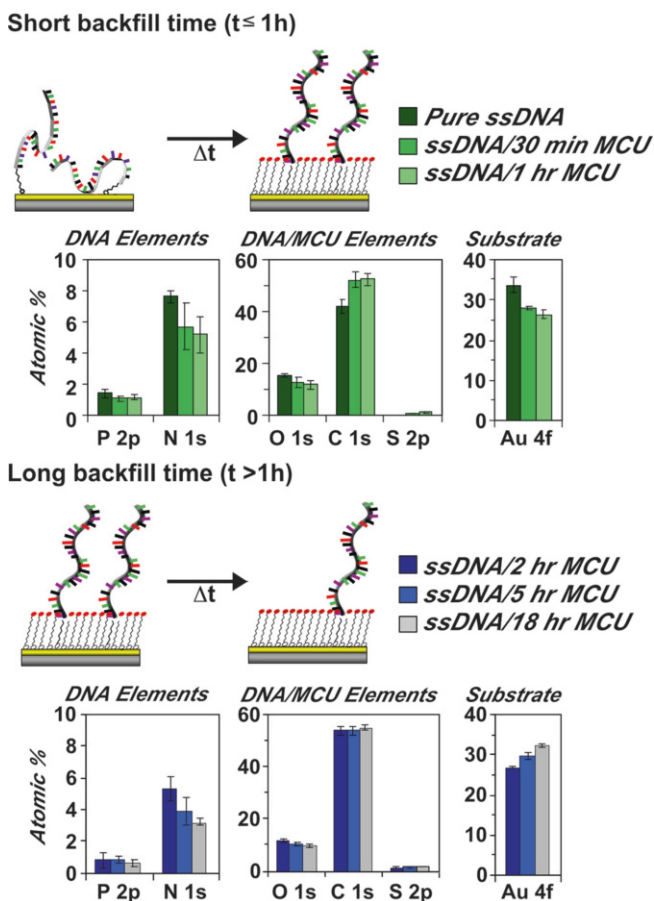 Short backfill time (t≤ 1h)
Δt
Pure ssDNA
ssDNA/30 min MCU
ssDNA/1 hr MCU
DNA Elements
DNA/MCU Elements
Substrate
Atomic %
10
8
6
4
2
0
P 2p
N 1s
60
40
20
0
O 1s
C 1s
S 2p
40
30
20
10
0
Au 4f
Long backfill time (t >1h)
Δt
ssDNA/2 hr MCU
ssDNA/5 hr MCU
ssDNA/18 hr MCU
DNA Elements
DNA/MCU Elements
Substrate
Atomic %
10
8
6
4
2
0
P 2p
N 1s
60
40
20
0
O 1s
C 1s
S 2p
40
30
20
10
0
Au 4f